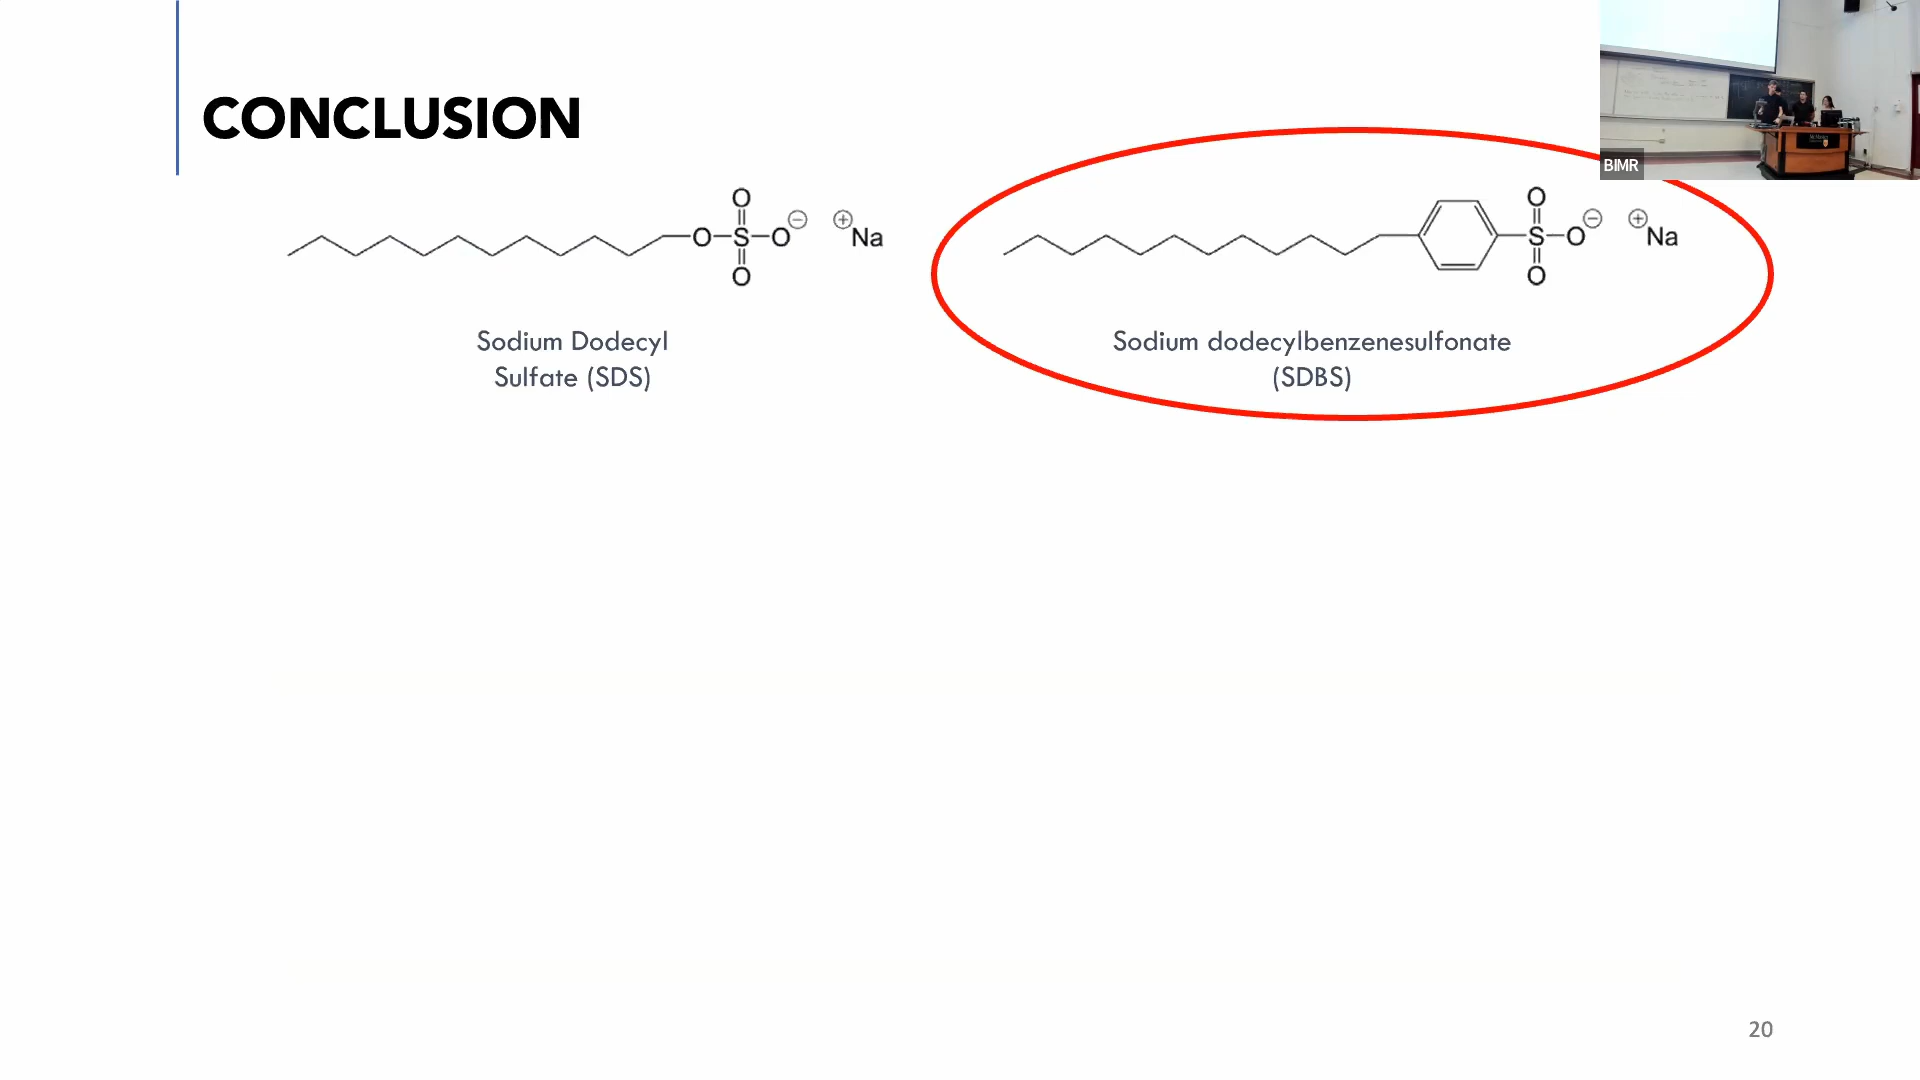 CONCLUSION
BIMR
O
O
S
O
⊖
⊕
Na
O
O
S
O
⊖
⊕
Na
O
Sodium Dodecyl
Sulfate (SDS)
Sodium dodecylbenzenesulfonate
(SDBS)
20